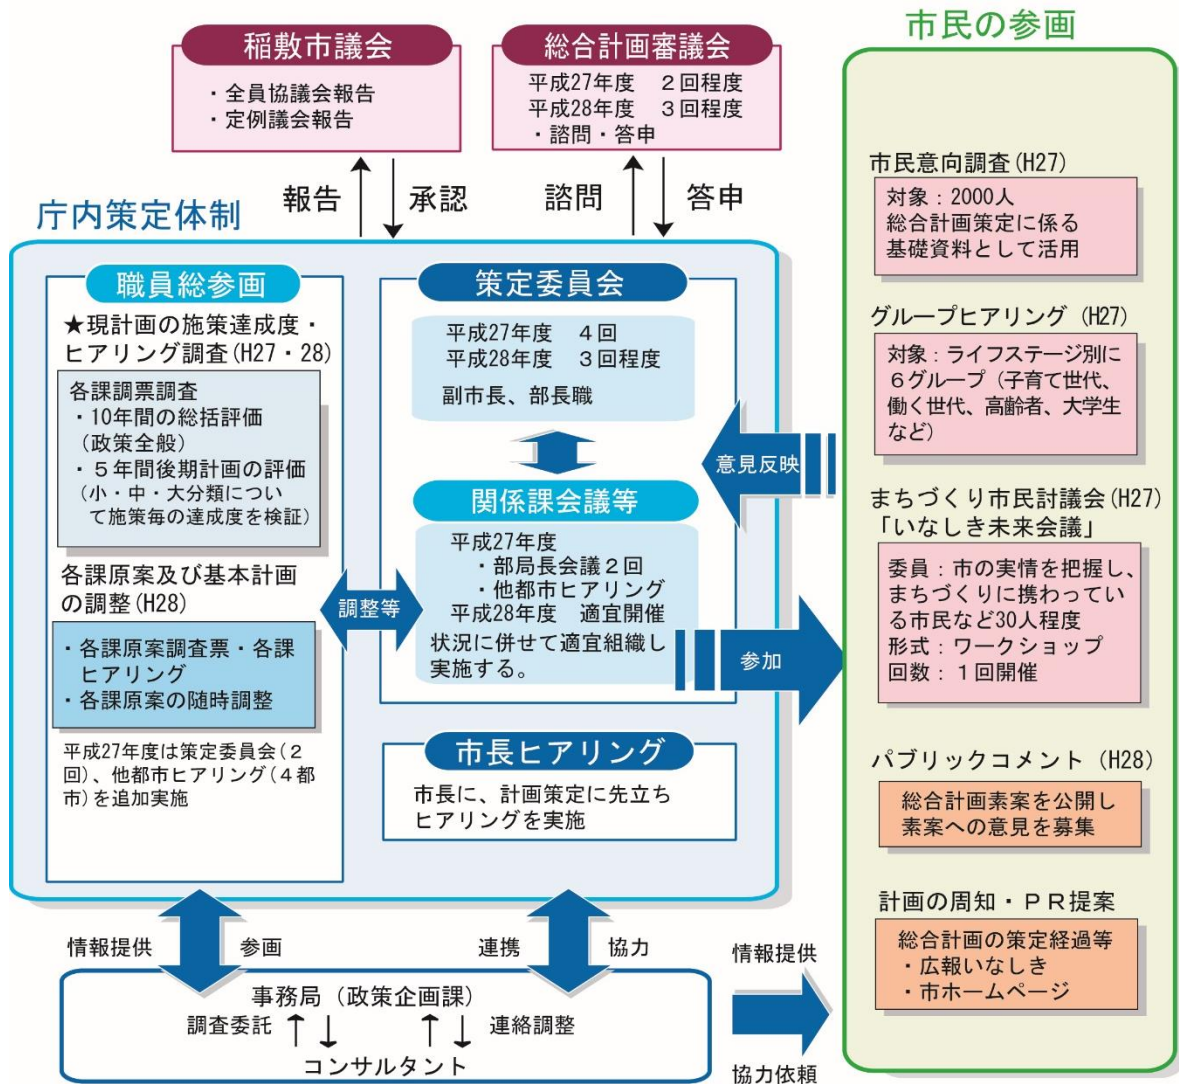 市民の参画
稲敷市議会
・全員協議会報告
・定例議会報告
総合計画審議会
平成27年度　２回程度
平成28年度　３回程度
・諮問・答申
報告
承認
諮問
答申
庁内策定体制
職員総参画
★現計画の施策達成度・
ヒアリング調査(H27・28)
各課調票調査
・10年間の総括評価
(政策全般)
・５年間後期計画の評価
(小・中・大分類につい
て施策毎の達成度を検証)
各課原案及び基本計画
の調整(H28)
・各課原案調査票・各課
ヒアリング
・各課原案の随時調整
平成27年度は策定委員会(２
回)、他都市ヒアリング(４都
市)を追加実施
策定委員会
平成27年度　４回
平成28年度　３回程度
副市長、部長職
関係課会議等
平成27年度
・部局長会議２回
・他都市ヒアリング
平成28年度　適宜開催
状況に併せて適宜組織し
実施する。
調整等
意見反映
参加
市長ヒアリング
市長に、計画策定に先立ち
ヒアリングを実施
市民意向調査(H27)
対象：2000人
総合計画策定に係る
基礎資料として活用
グループヒアリング (H27)
対象：ライフステージ別に
６グループ（子育て世代、
働く世代、高齢者、大学生
など）
まちづくり市民討議会(H27)
「いなしき未来会議」
委員：市の実情を把握し、
まちづくりに携わってい
る市民など30人程度
形式：ワークショップ
回数：１回開催
パブリックコメント (H28)
総合計画素案を公開し
素案への意見を募集
計画の周知・ＰＲ提案
総合計画の策定経過等
・広報いなしき
・市ホームページ
情報提供
参画
連携
協力
情報提供
協力依頼
事務局（政策企画課）
調査委託
連絡調整
コンサルタント